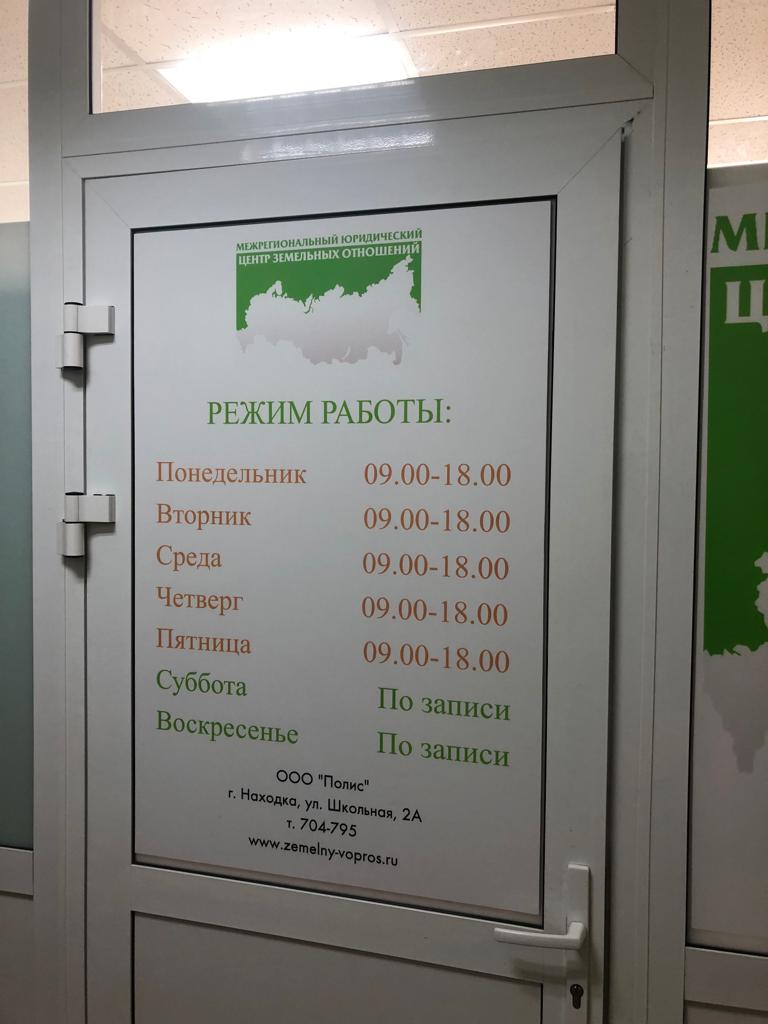 МЕЖРЕГИОНАЛЬНЫЙ ЮРИДИЧЕСКИЙ
ЦЕНТР ЗЕМЕЛЬНЫХ ОТНОШЕНИЙ
РЕЖИМ РАБОТЫ:
Понедельник 09.00-18.00
Вторник 09.00-18.00
Среда 09.00-18.00
Четверг 09.00-18.00
Пятница 09.00-18.00
Суббота По записи
Воскресенье По записи
ООО "Полис"
г. Находка, ул. Школьная, 2А
т. 704-795
www.zemelny-vopros.ru